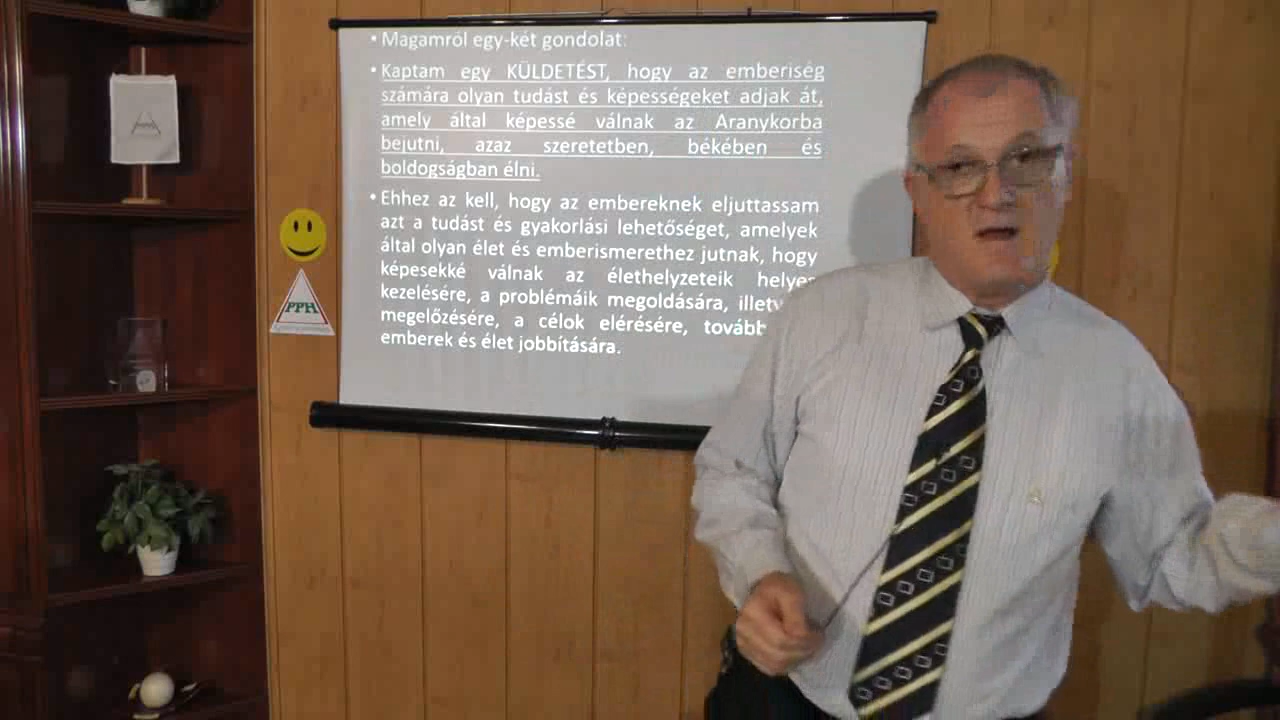 • Magamról egy-két gondolat:
• Kaptam egy KÜLDETÉST, hogy az emberiség
számára olyan tudást és képességeket adjak át,
amely által képessé válnak az Aranykorba
bejutni, azaz szeretetben, békében és
boldogságban élni.
• Ehhez az kell, hogy az embereknek eljuttassam
azt a tudást és gyakorlási lehetőséget, amelyek
által olyan élet és emberismerethez jutnak, hogy
képesekké válnak az élethelyzeteik
kezelésére, a problémáik megoldására,
megelőzésére, a célok elérésére,
emberek és élet jobbítására.
PPH